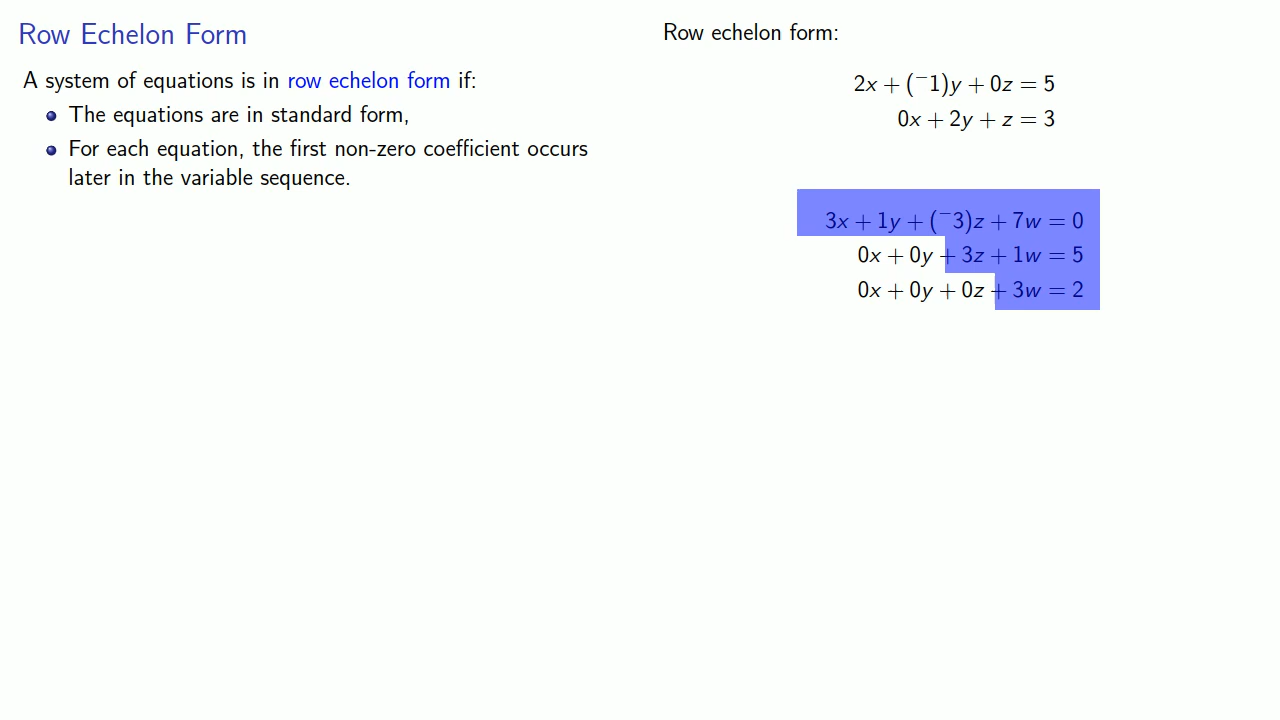 Row Echelon Form
A system of equations is in row echelon form if:
The equations are in standard form,
For each equation, the first non-zero coefficient occurs
later in the variable sequence.
Row echelon form:
2x + (⁻1)y + 0z = 5
0x + 2y + z = 3
3x + 1y + (⁻3)z + 7w = 0
0x + 0y + 3z + 1w = 5
0x + 0y + 0z + 3w = 2